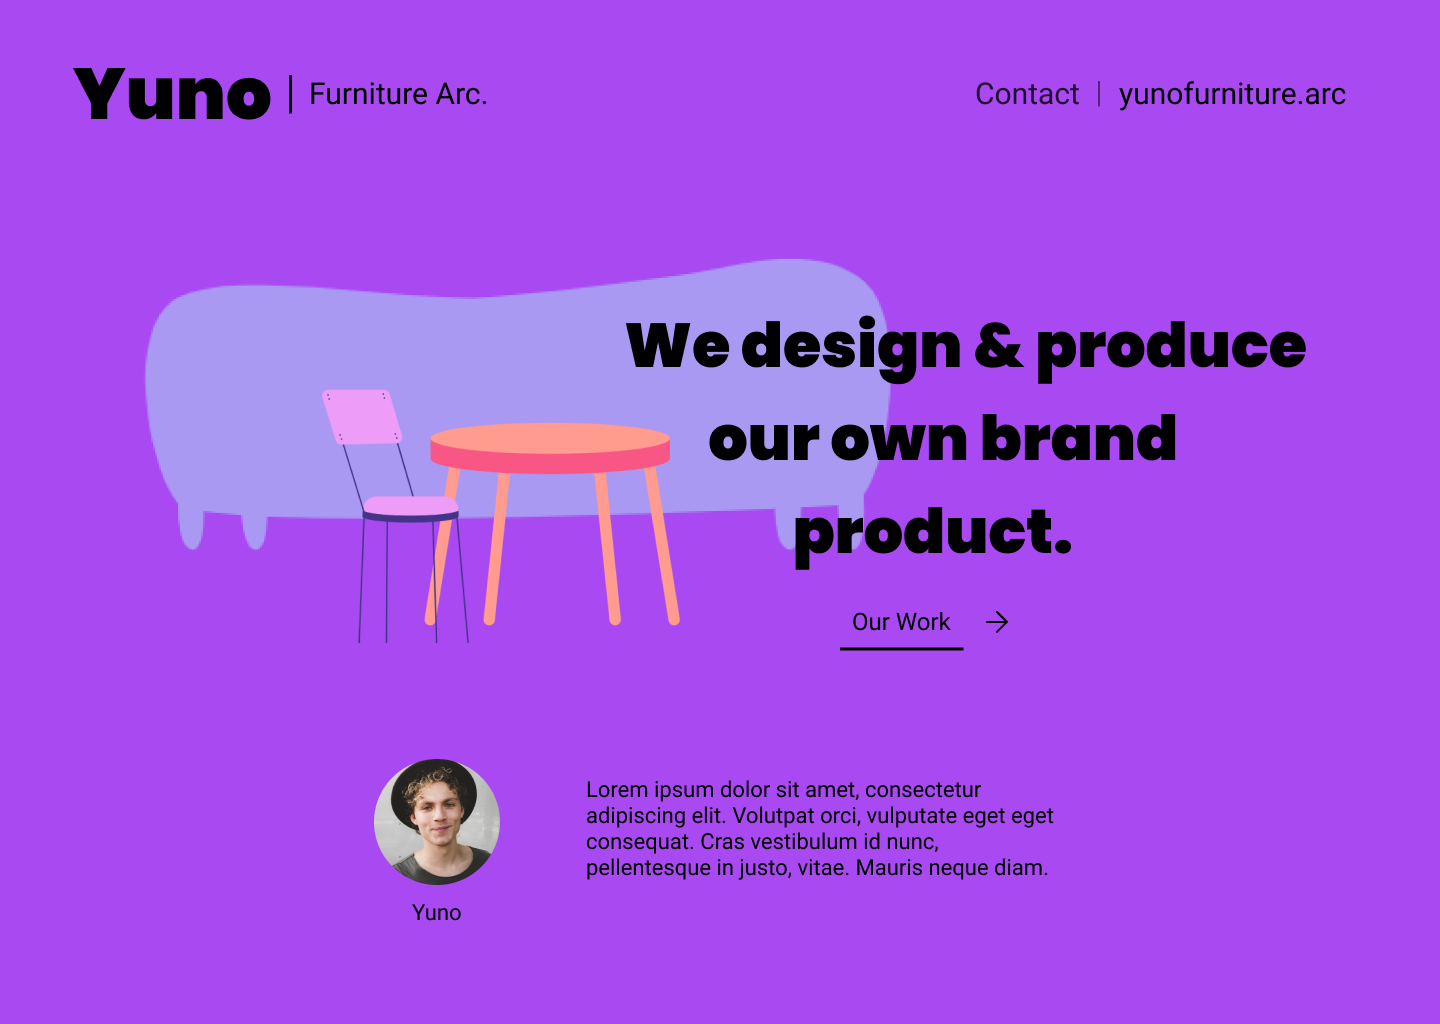 Yuno | Furniture Arc.
Contact | yunofurniture.arc
We design & produce
our own brand
product.
Our Work →
Lorem ipsum dolor sit amet, consectetur
adipiscing elit. Volutpat orci, vulputate eget eget
consequat. Cras vestibulum id nunc,
pellentesque in justo, vitae. Mauris neque diam.
Yuno